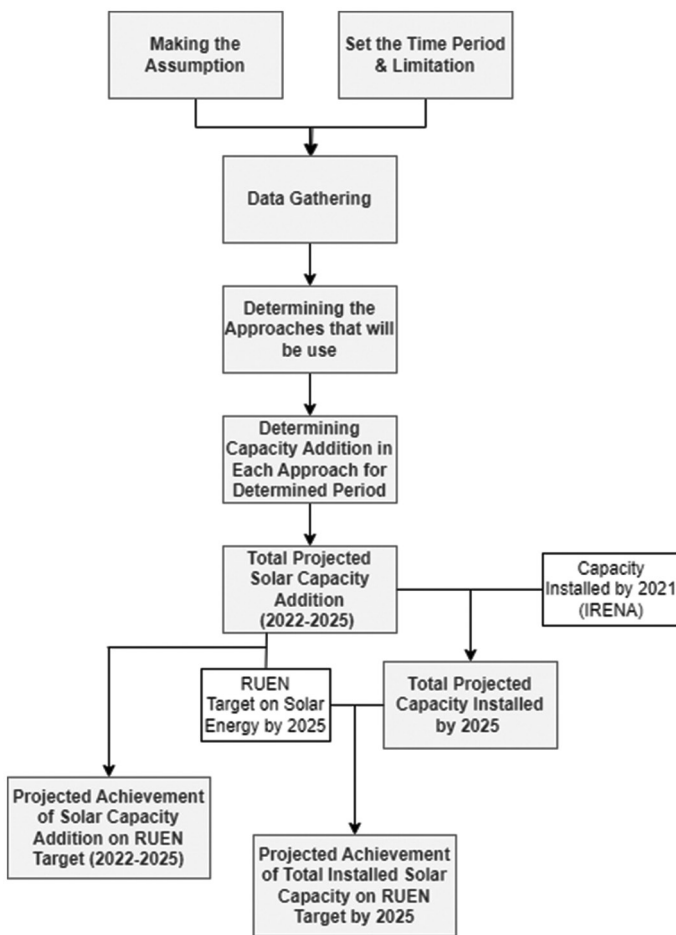 Making the
Assumption
Set the Time Period
& Limitation
Data Gathering
Determining the
Approaches that will
be use
Determining
Capacity Addition in
Each Approach for
Determined Period
Total Projected
Solar Capacity
Addition
(2022-2025)
Capacity
Installed by 2021
(IRENA)
RUEN
Target on Solar
Energy by 2025
Total Projected
Capacity Installed
by 2025
Projected Achievement
of Solar Capacity
Addition on RUEN
Target (2022-2025)
Projected Achievement
of Total Installed Solar
Capacity on RUEN
Target by 2025